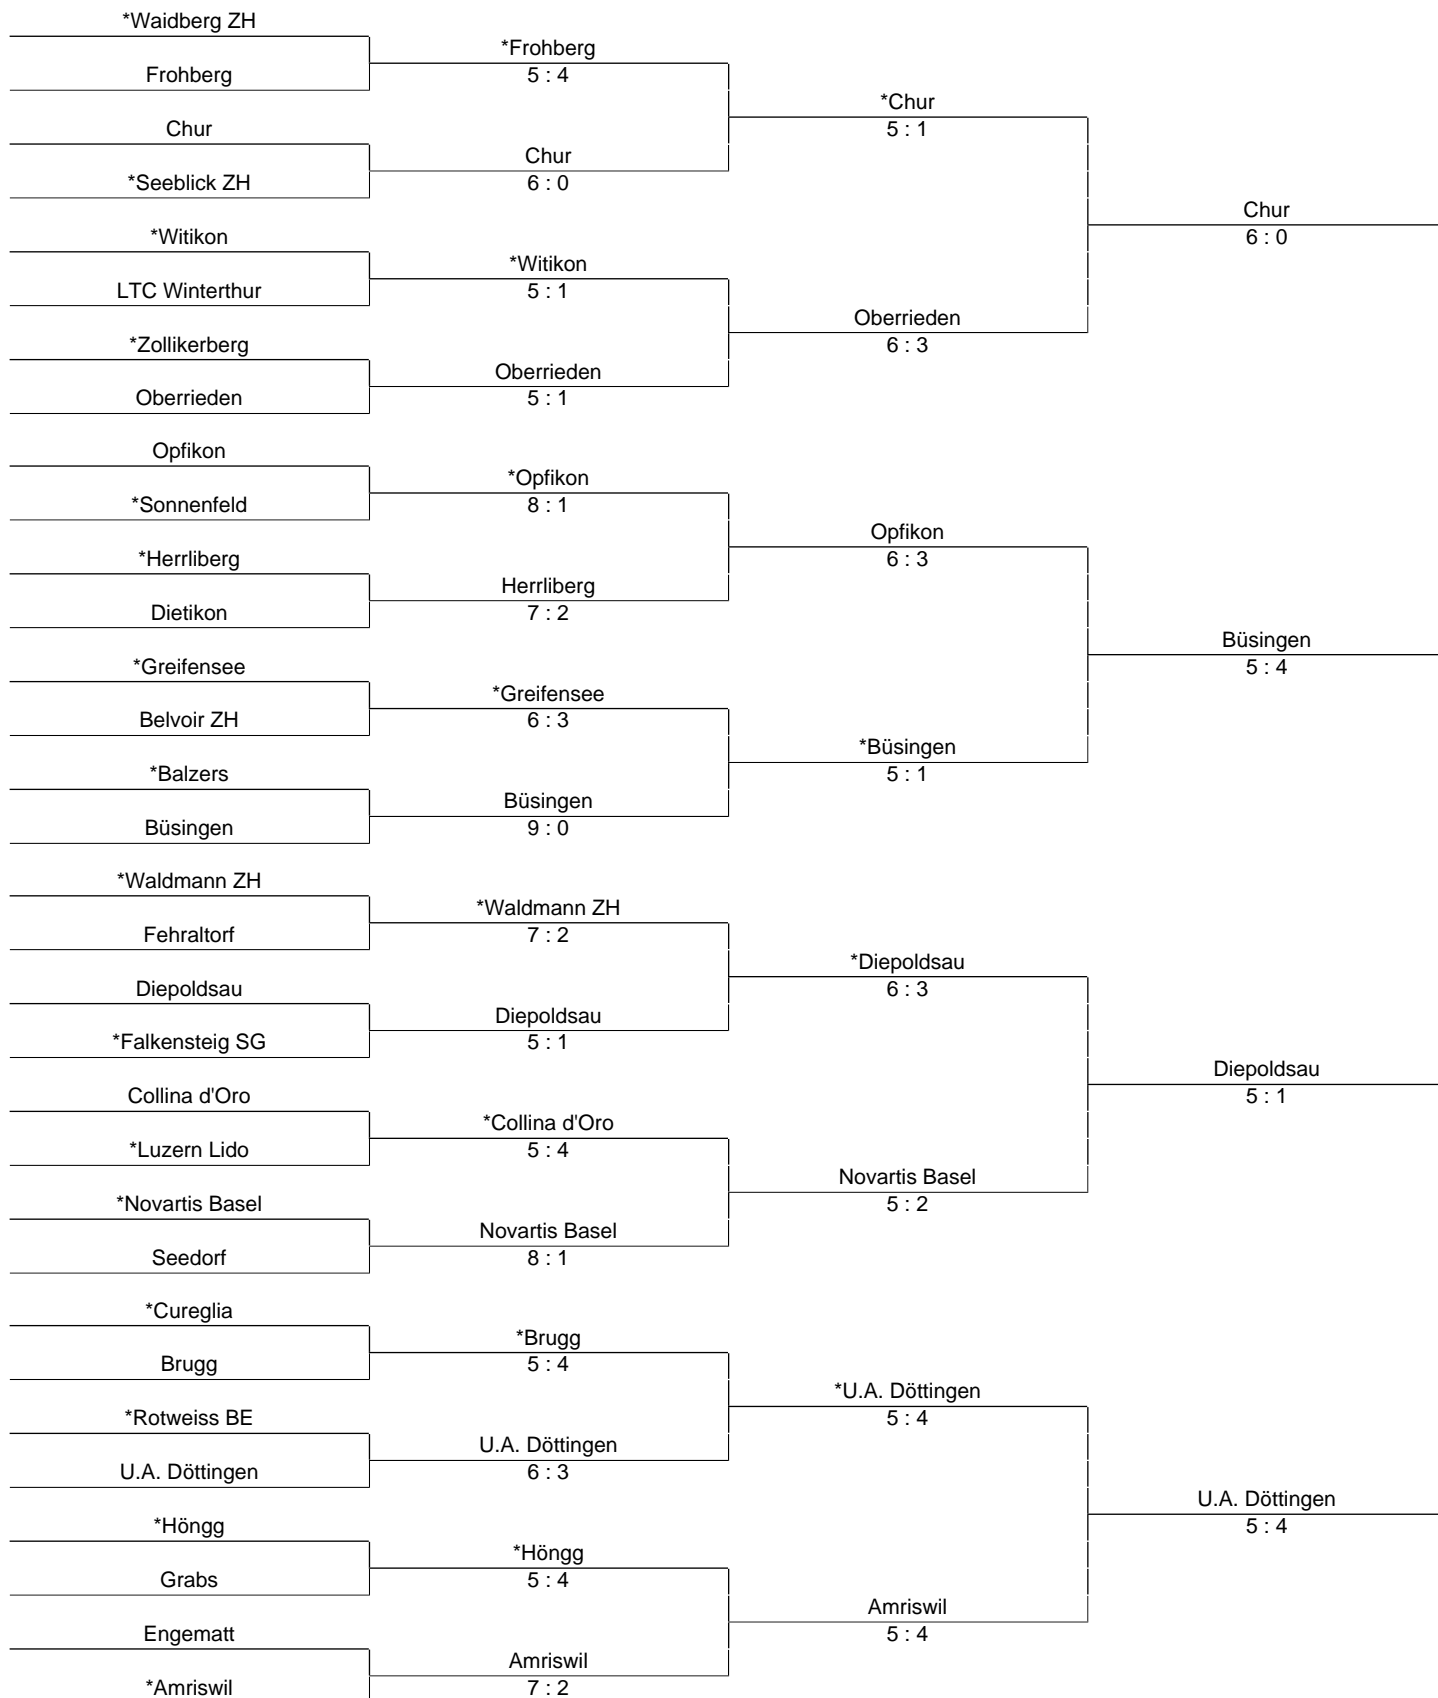 *Waidberg ZH
*Frohberg
Frohberg
5 : 4
*Chur
Chur
5 : 1
Chur
*Seeblick ZH
6 : 0
Chur
*Witikon
6 : 0
*Witikon
LTC Winterthur
5 : 1
Oberrieden
*Zollikerberg
6 : 3
Oberrieden
Oberrieden
5 : 1
Opfikon
*Opfikon
*Sonnenfeld
8 : 1
Opfikon
*Herrliberg
6 : 3
Herrliberg
Dietikon
7 : 2
Büsingen
*Greifensee
5 : 4
*Greifensee
Belvoir ZH
6 : 3
*Büsingen
*Balzers
5 : 1
Büsingen
Büsingen
9 : 0
*Waldmann ZH
*Waldmann ZH
Fehraltorf
7 : 2
*Diepoldsau
Diepoldsau
6 : 3
Diepoldsau
*Falkensteig SG
5 : 1
Diepoldsau
Collina d'Oro
5 : 1
*Collina d'Oro
*Luzern Lido
5 : 4
Novartis Basel
*Novartis Basel
5 : 2
Novartis Basel
Seedorf
8 : 1
*Cureglia
*Brugg
Brugg
5 : 4
*U.A. Döttingen
*Rotweiss BE
5 : 4
U.A. Döttingen
U.A. Döttingen
6 : 3
U.A. Döttingen
*Höngg
5 : 4
*Höngg
Grabs
5 : 4
Amriswil
Engematt
5 : 4
Amriswil
*Amriswil
7 : 2